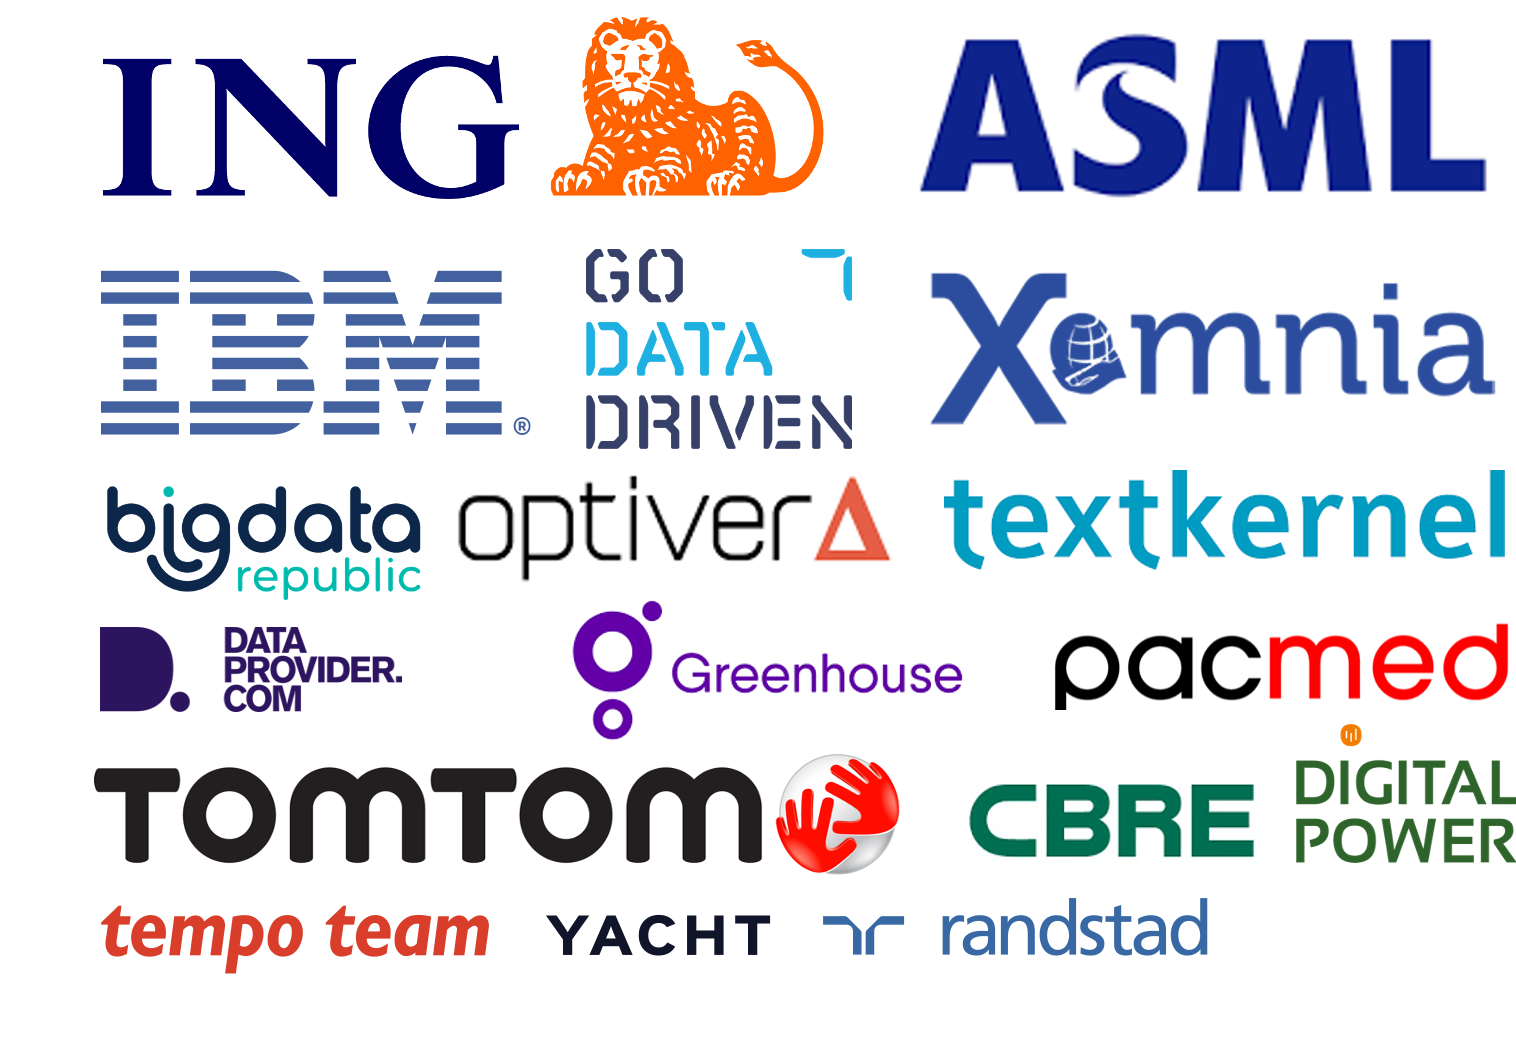 ING
ASML
IBM®
GO
DATA
DRIVEN
Xomnia
bigdata
republic
optiver
textkernel
D.
DATA
PROVIDER.
COM
Greenhouse
pacmed
TOMTOM
CBRE
DIGITAL
POWER
tempo team
YACHT
randstad